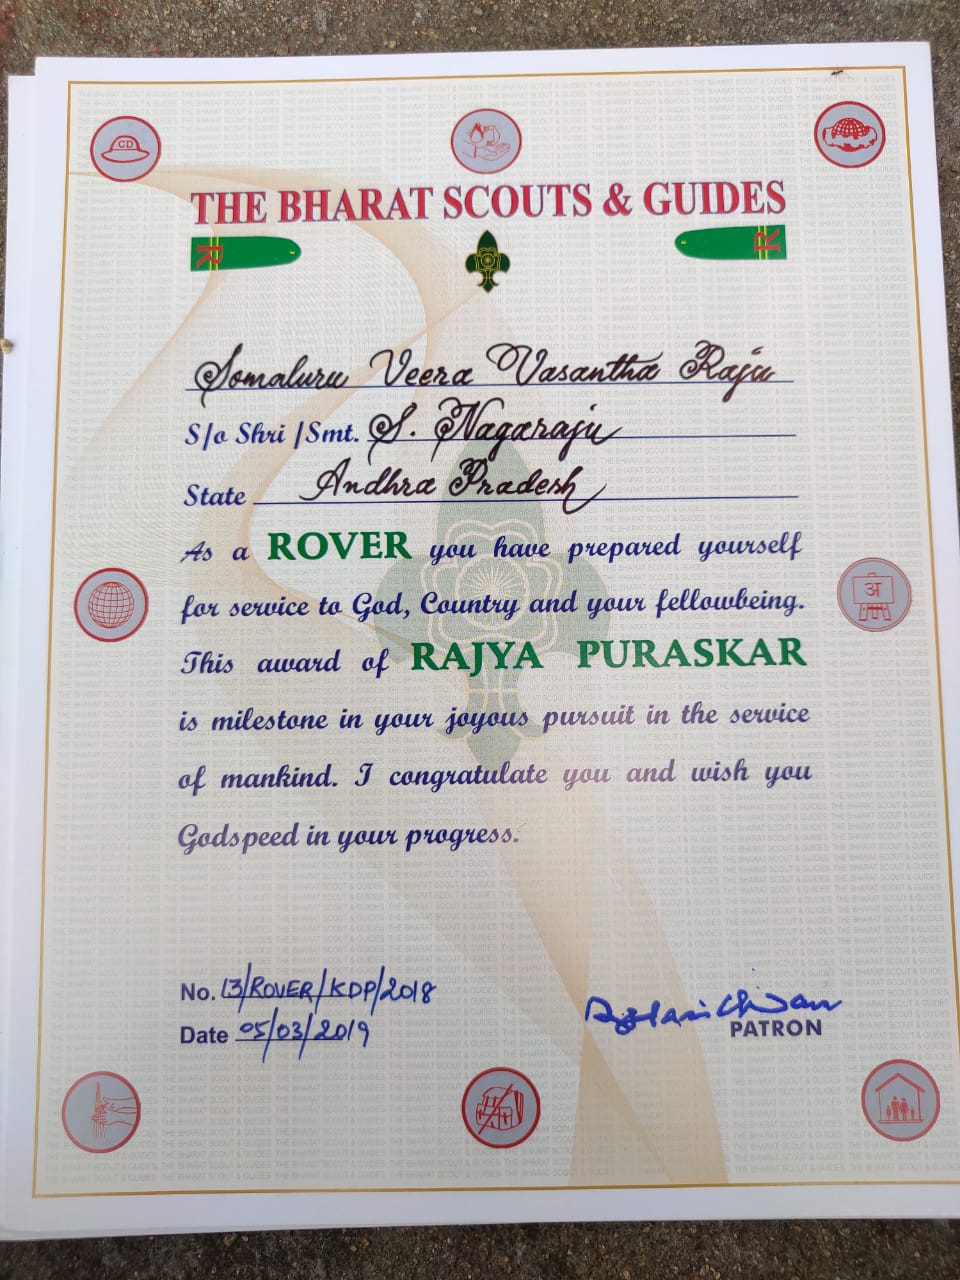 CD
THE BHARAT SCOUTS & GUIDES
R R
Somaluru Veera Vasantha Raju
S/o Shri /Smt. S. Nagaraju
State Andhra Pradesh
As a ROVER you have prepared yourself
for service to God, Country and your fellowbeing.
अ
This award of RAJYA PURASKAR
is milestone in your joyous pursuit in the service
of mankind. I congratulate you and wish you
Godspeed in your progress.
No. 13/ROVER/KDP/2018
Date 05/03/2019
PATRON